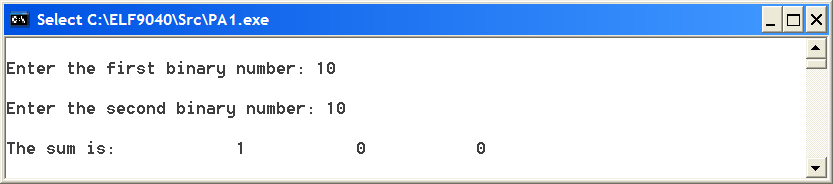 Select C:\ELF9040\Src\PA1.exe
Enter the first binary number: 10
Enter the second binary number: 10
The sum is:            1            0            0